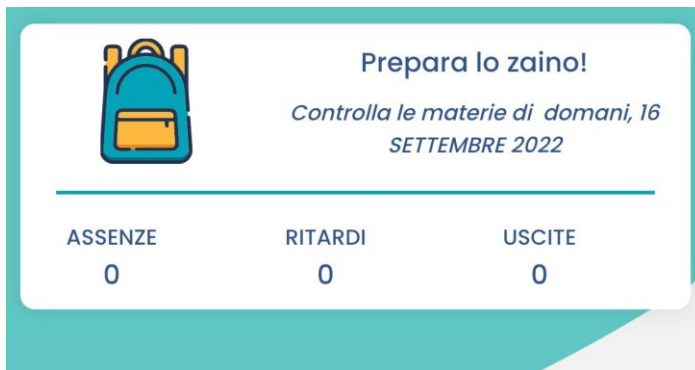 Prepara lo zaino!
Controlla le materie di domani, 16
SETTEMBRE 2022
ASSENZE RITARDI USCITE
0 0 0